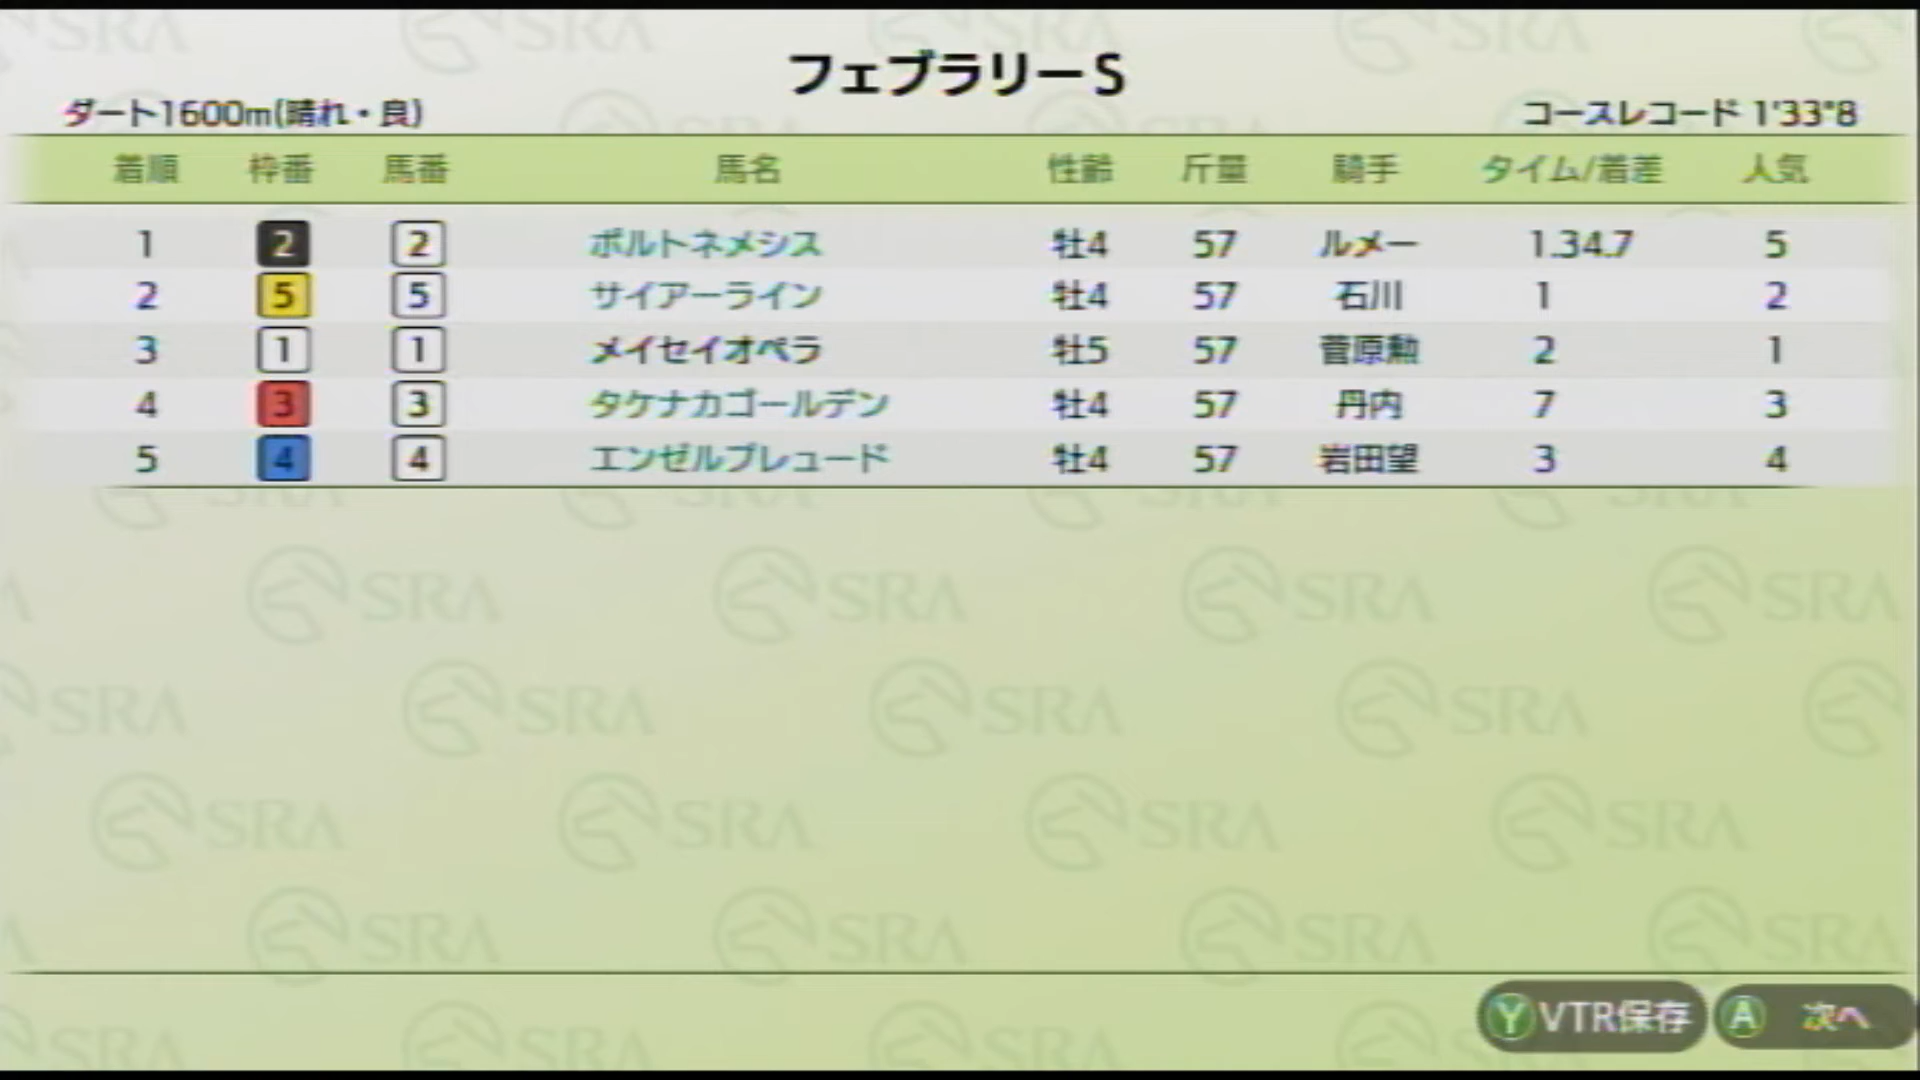 フェブラリーS
ダート1600m(晴れ・良)
コースレコード 1'33"8
着順 枠番 馬番 馬名 性齢 斤量 騎手 タイム/着差 人気
1 2 2 ボルトネメシス 牡4 57 ルメー 1.34.7 5
2 5 5 サイアーライン 牡4 57 石川 1 2
3 1 1 メイセイオペラ 牡5 57 菅原勲 2 1
4 3 3 タケナカゴールデン 牡4 57 丹内 7 3
5 4 4 エンゼルプレュード 牡4 57 岩田望 3 4
SRA
Y VTR保存 A 次へ